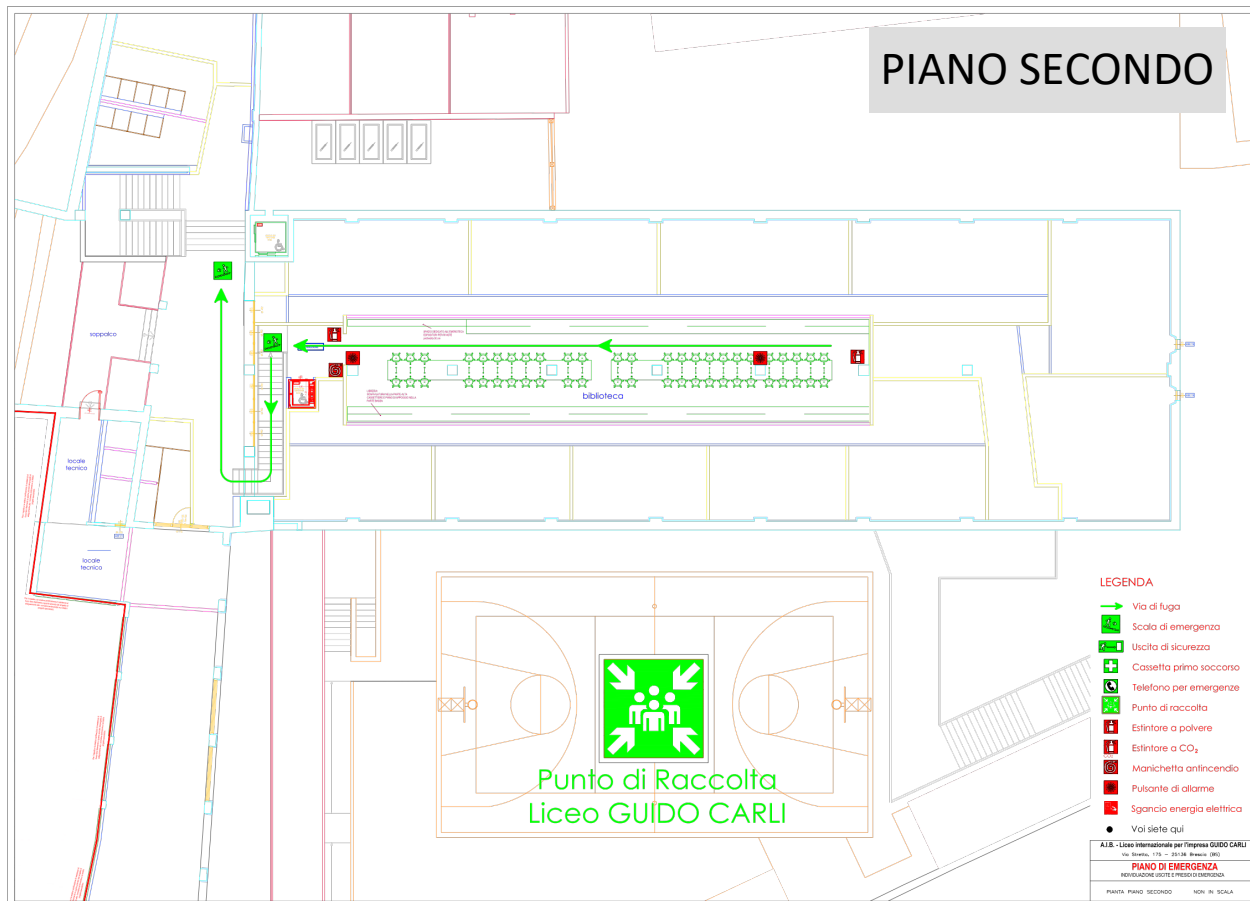 PIANO SECONDO
soppalco
biblioteca
locale
tecnico
locale
tecnico
Punto di Raccolta
Liceo GUIDO CARLI
LEGENDA
Via di fuga
Scala di emergenza
Uscita di sicurezza
Cassetta primo soccorso
Telefono per emergenze
Punto di raccolta
Estintore a polvere
Estintore a CO₂
Manichetta antincendio
Pulsante di allarme
Sgancio energia elettrica
Voi siete qui
A.I.B. - Liceo internazionale per l'impresa GUIDO CARLI
PIANO DI EMERGENZA
INDIVIDUAZIONE USCITE E PRESIDI DI EMERGENZA
PIANTA PIANO SECONDO NON IN SCALA